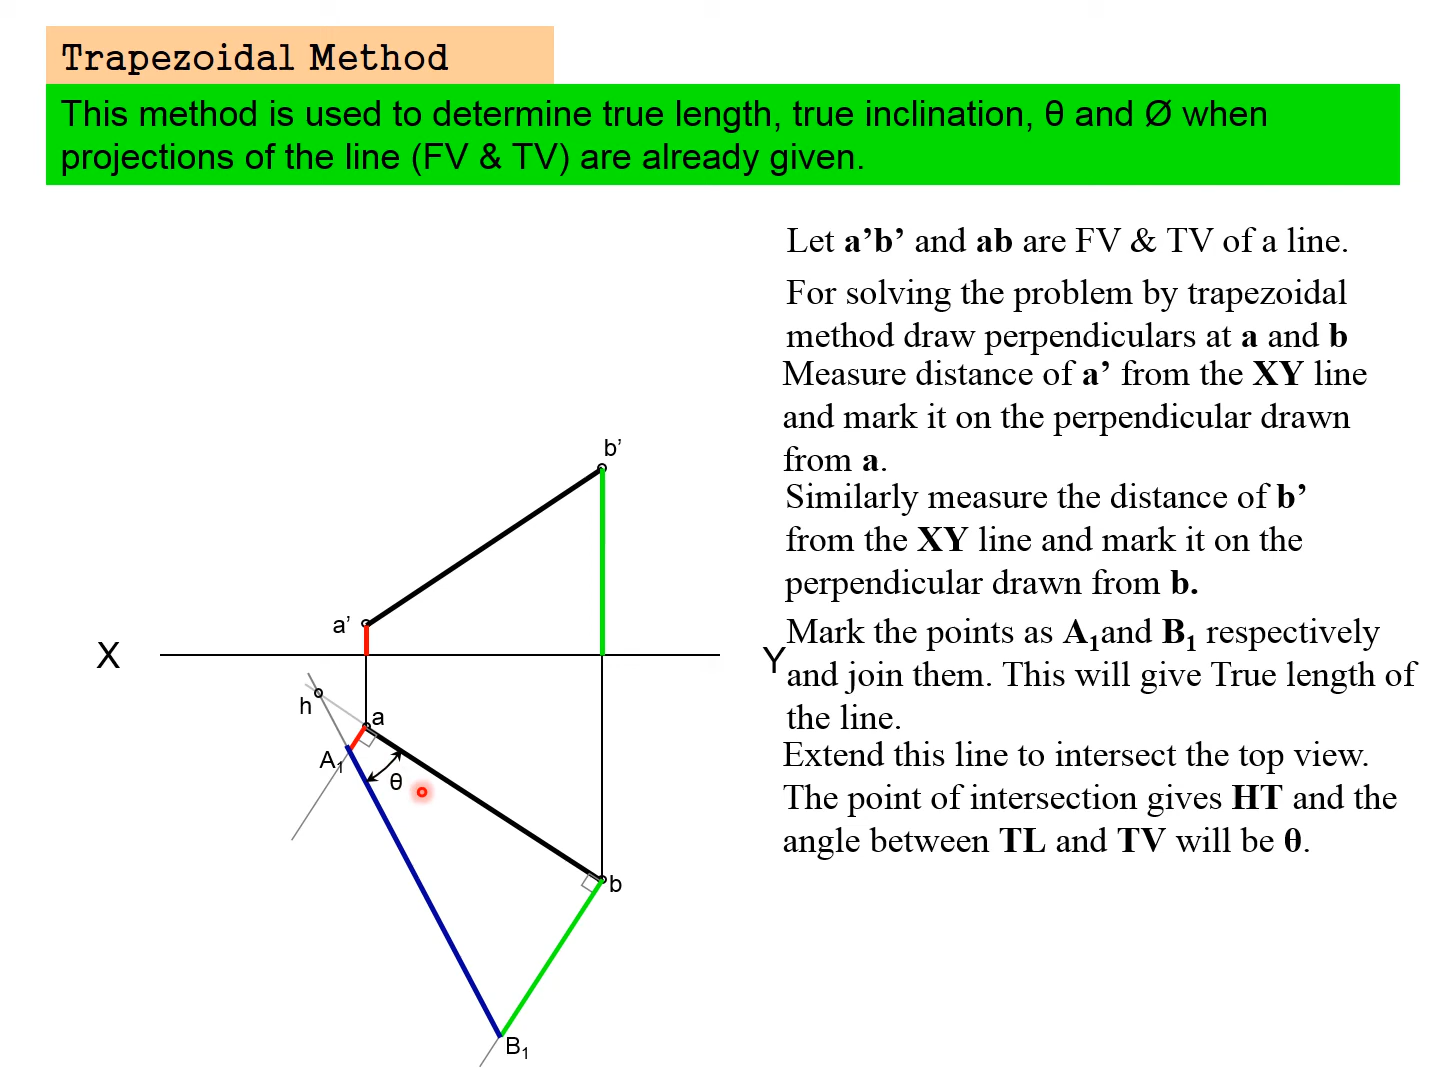 Trapezoidal Method
This method is used to determine true length, true inclination, θ and Ø when
projections of the line (FV & TV) are already given.
Let a’b’ and ab are FV & TV of a line.
For solving the problem by trapezoidal
method draw perpendiculars at a and b
Measure distance of a’ from the XY line
and mark it on the perpendicular drawn
from a.
Similarly measure the distance of b’
from the XY line and mark it on the
perpendicular drawn from b.
Mark the points as A₁and B₁ respectively
and join them. This will give True length of
the line.
Extend this line to intersect the top view.
The point of intersection gives HT and the
angle between TL and TV will be θ.
b’
a’
X
Y
h
a
A₁
θ
b
B₁